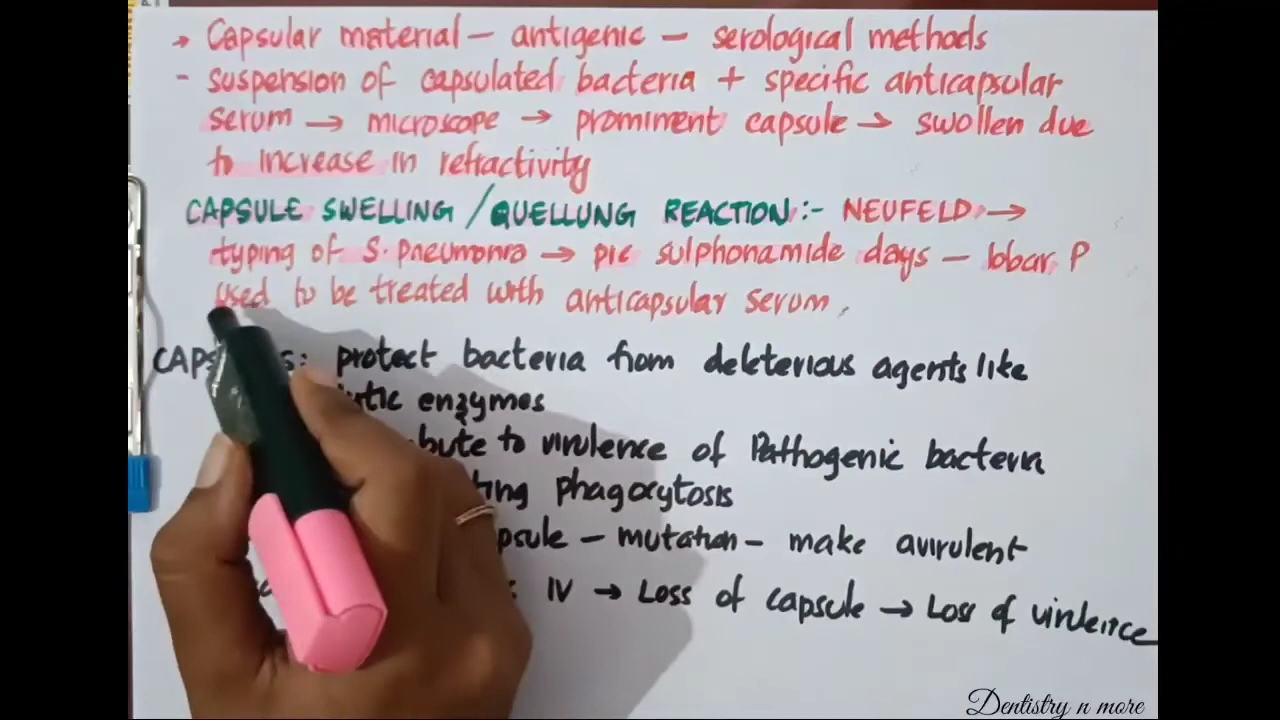 → Capsular material - antigenic - serological methods
- suspension of capsulated bacteria + specific anticapsular
serum → microscope → prominent capsule → swollen due
to increase in refractivity
CAPSULE SWELLING / QUELLUNG REACTION :- NEUFELD →
typing of S. pneumonia → pre sulphonamide days - lobar P
used to be treated with anticapsular serum.
protect bacteria from deleterious agents like
enzymes
to virulence of Pathogenic bacteria
phagocytosis
- mutation - make avirulent
IV → Loss of capsule → Loss of virulence
Dentistry n more